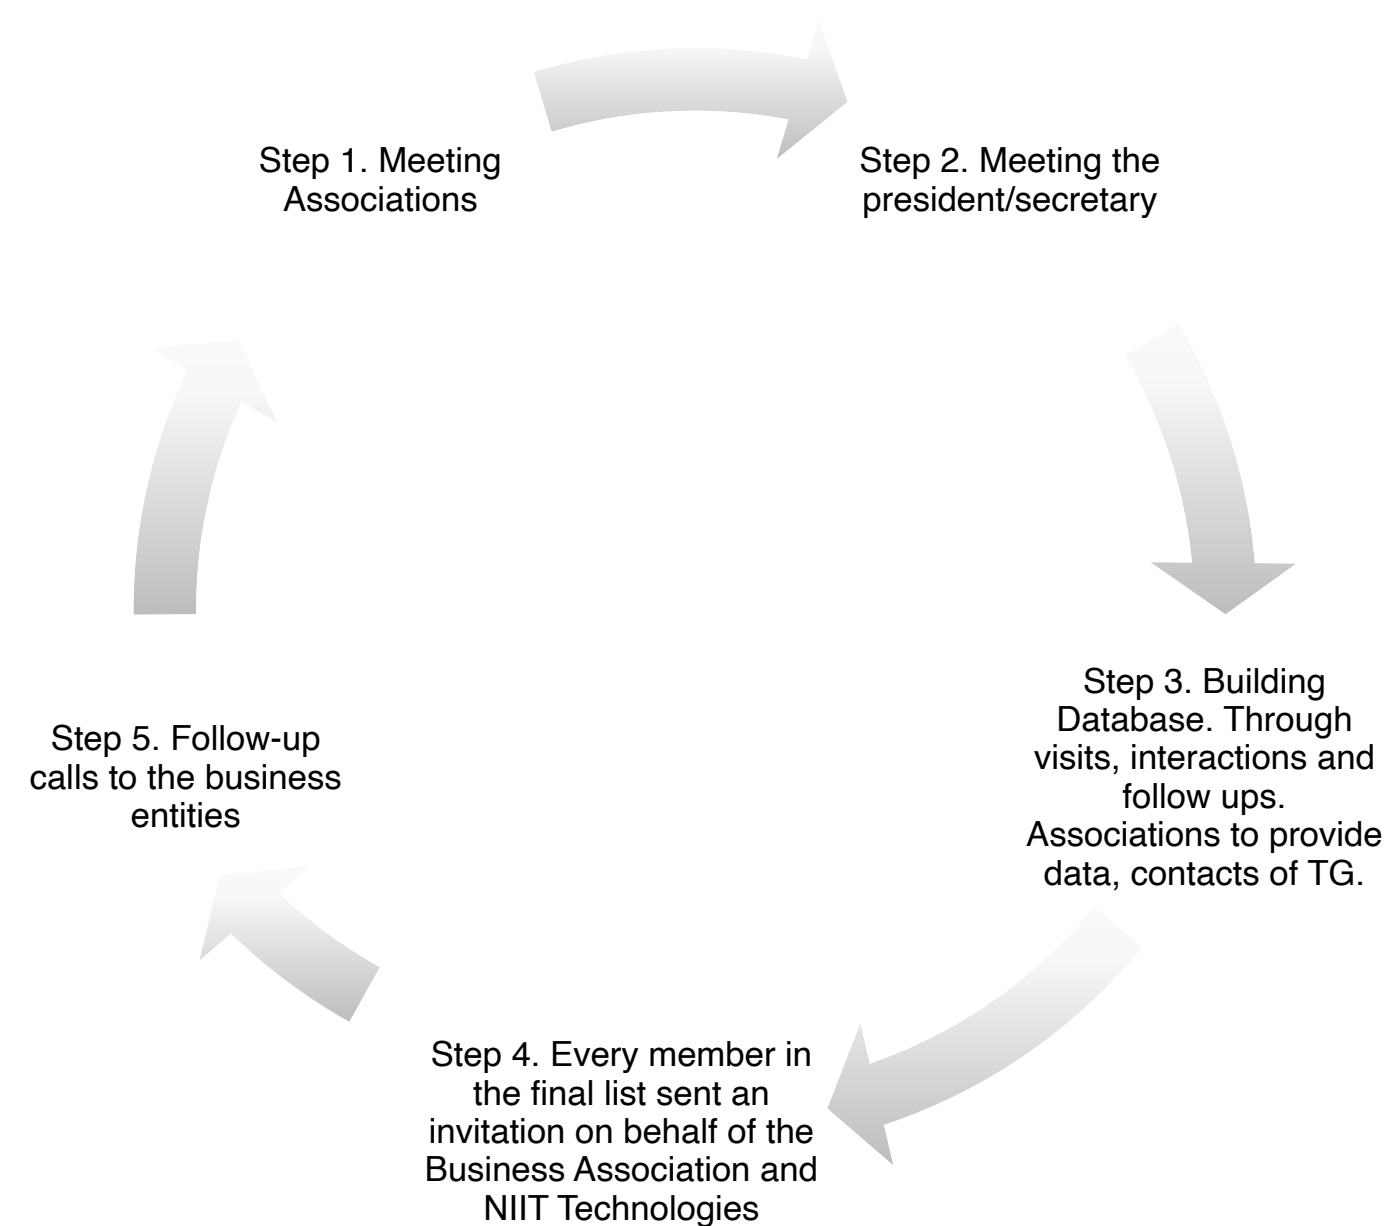 Step 1. Meeting
Associations
Step 2. Meeting the
president/secretary
Step 3. Building
Database. Through
visits, interactions and
follow ups.
Associations to provide
data, contacts of TG.
Step 4. Every member in
the final list sent an
invitation on behalf of the
Business Association and
NIIT Technologies
Step 5. Follow-up
calls to the business
entities